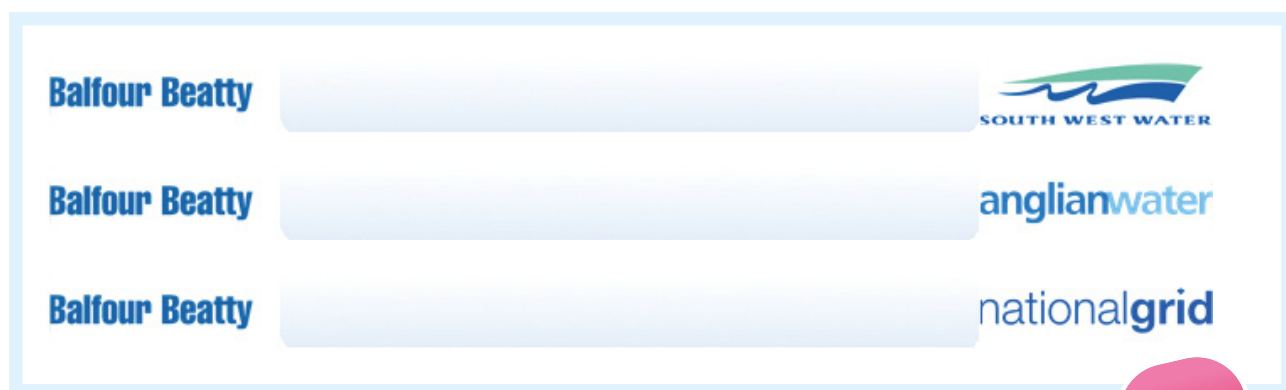 Balfour Beatty SOUTH WEST WATER
Balfour Beatty anglianwater
Balfour Beatty nationalgrid